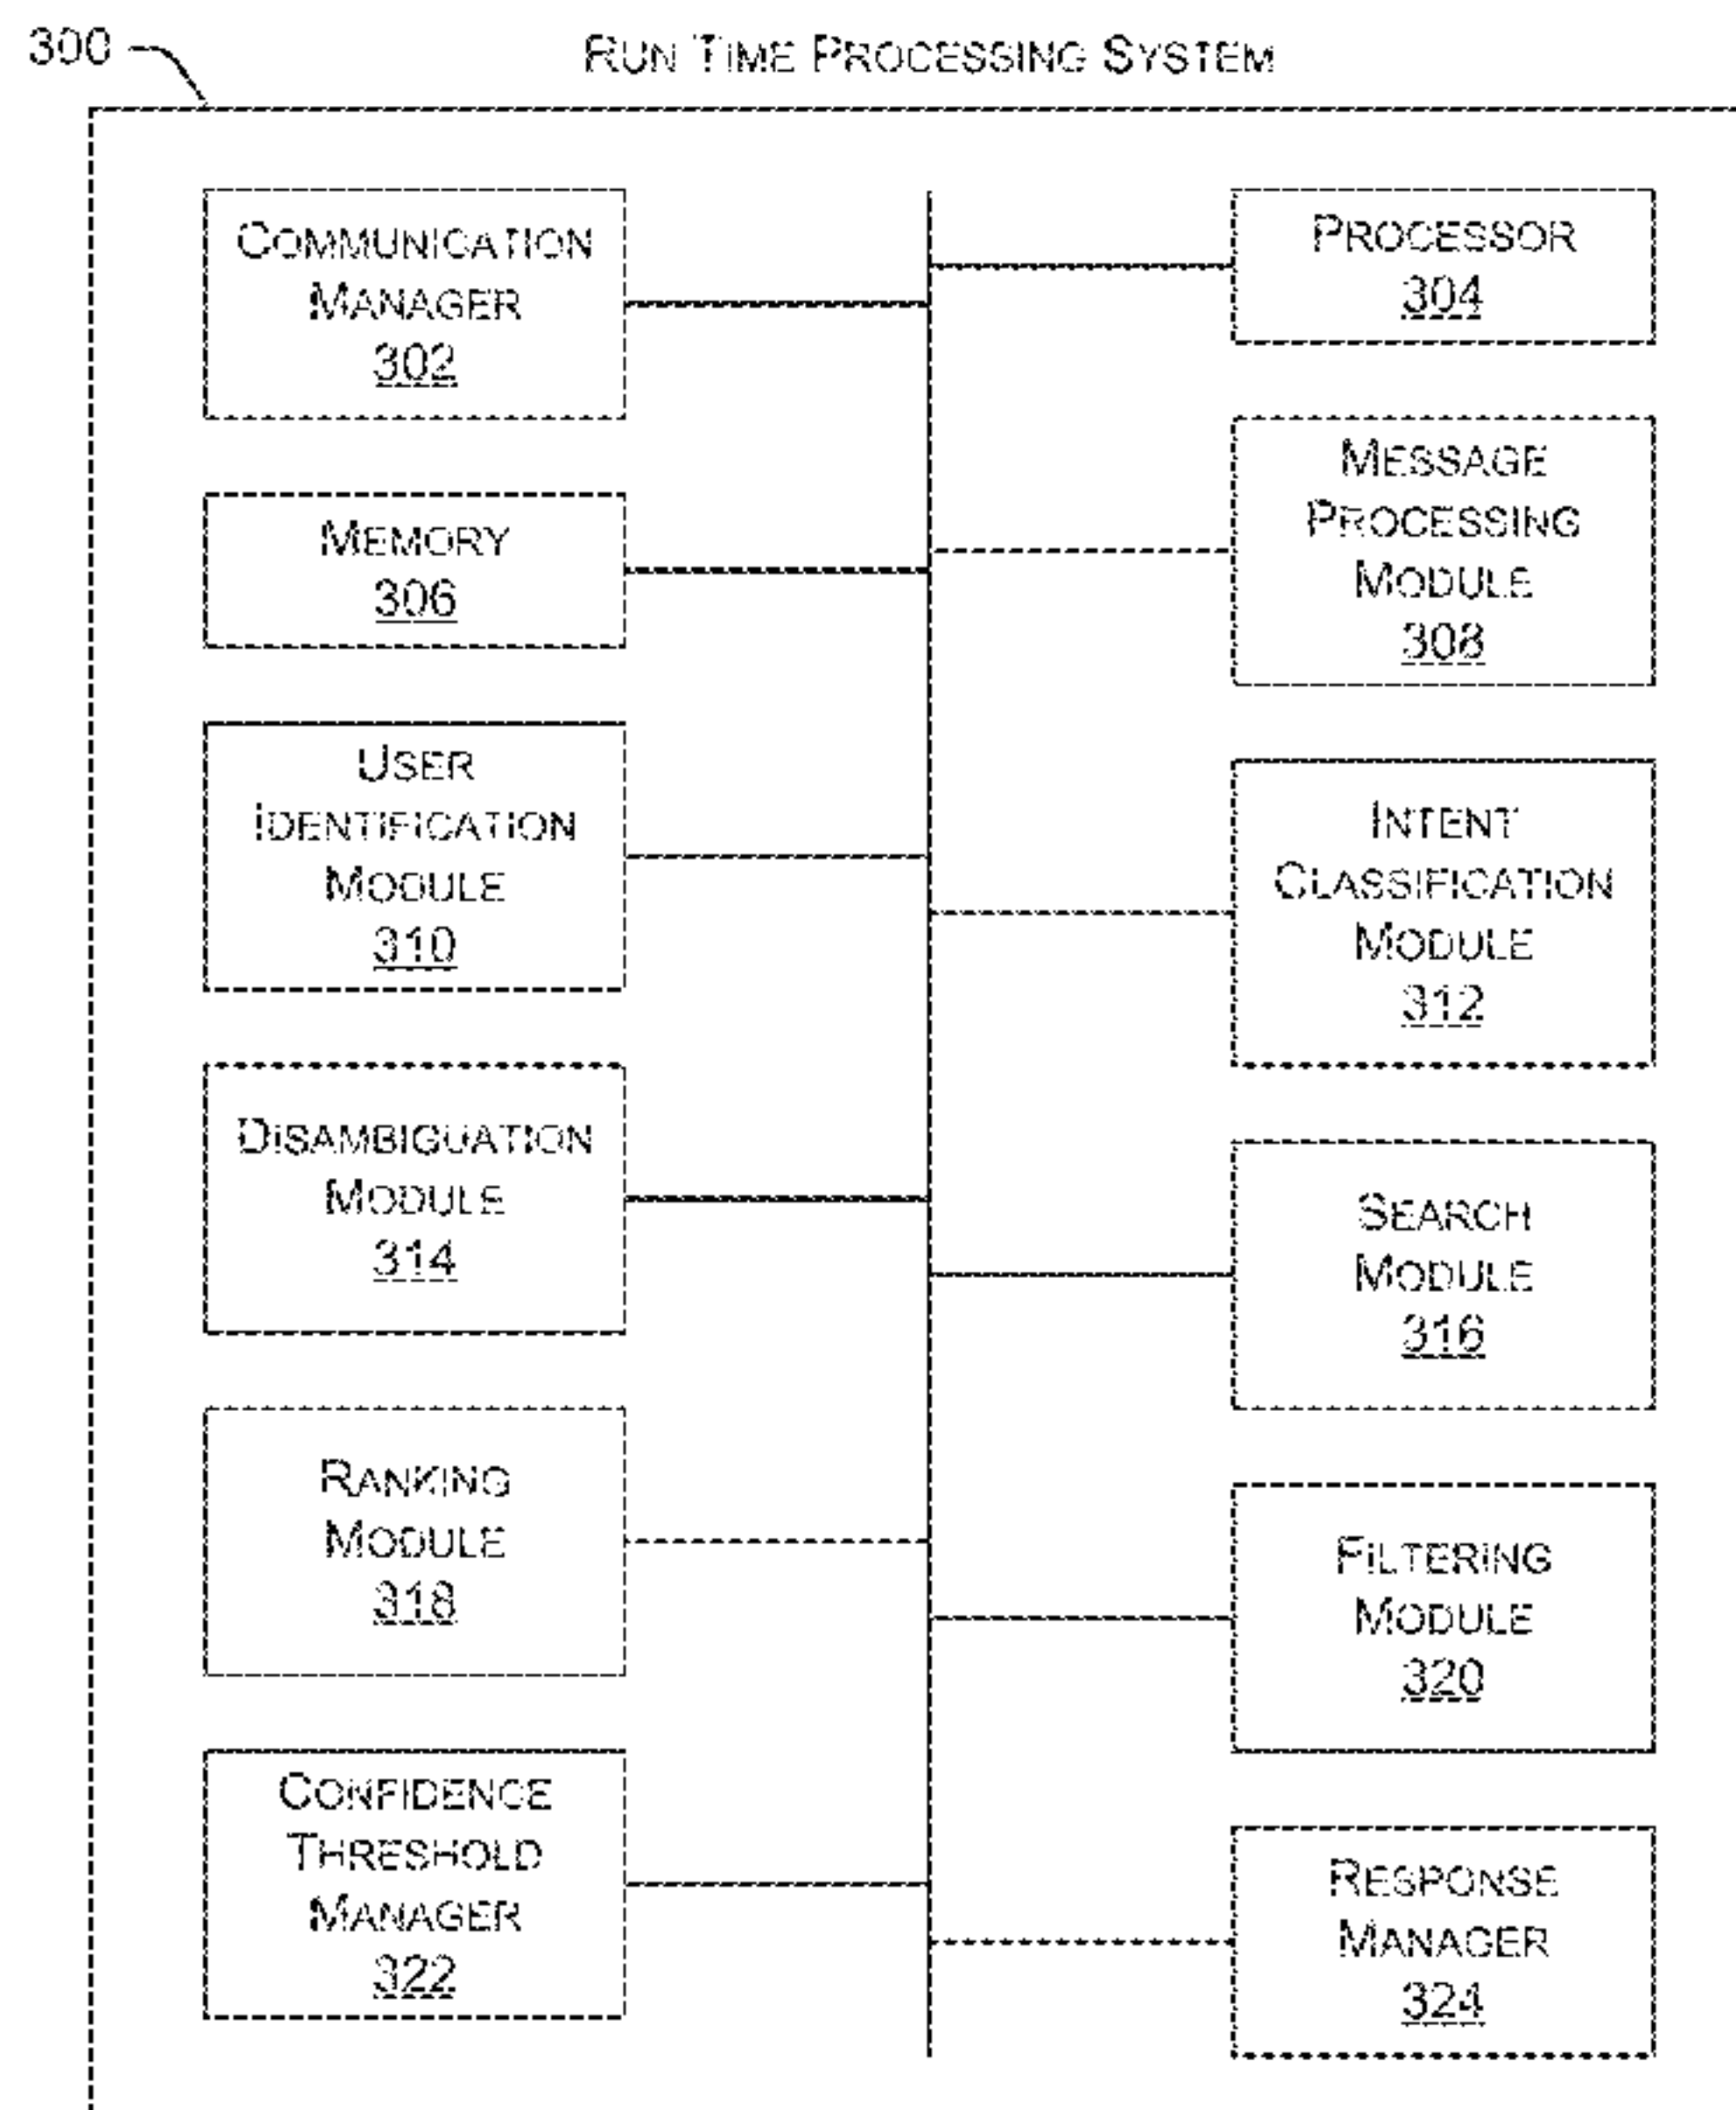 300
RUN TIME PROCESSING SYSTEM
COMMUNICATION
MANAGER
302
PROCESSOR
304
MEMORY
306
MESSAGE
PROCESSING
MODULE
308
USER
IDENTIFICATION
MODULE
310
INTENT
CLASSIFICATION
MODULE
312
DISAMBIGUATION
MODULE
314
SEARCH
MODULE
316
RANKING
MODULE
318
FILTERING
MODULE
320
CONFIDENCE
THRESHOLD
MANAGER
322
RESPONSE
MANAGER
324